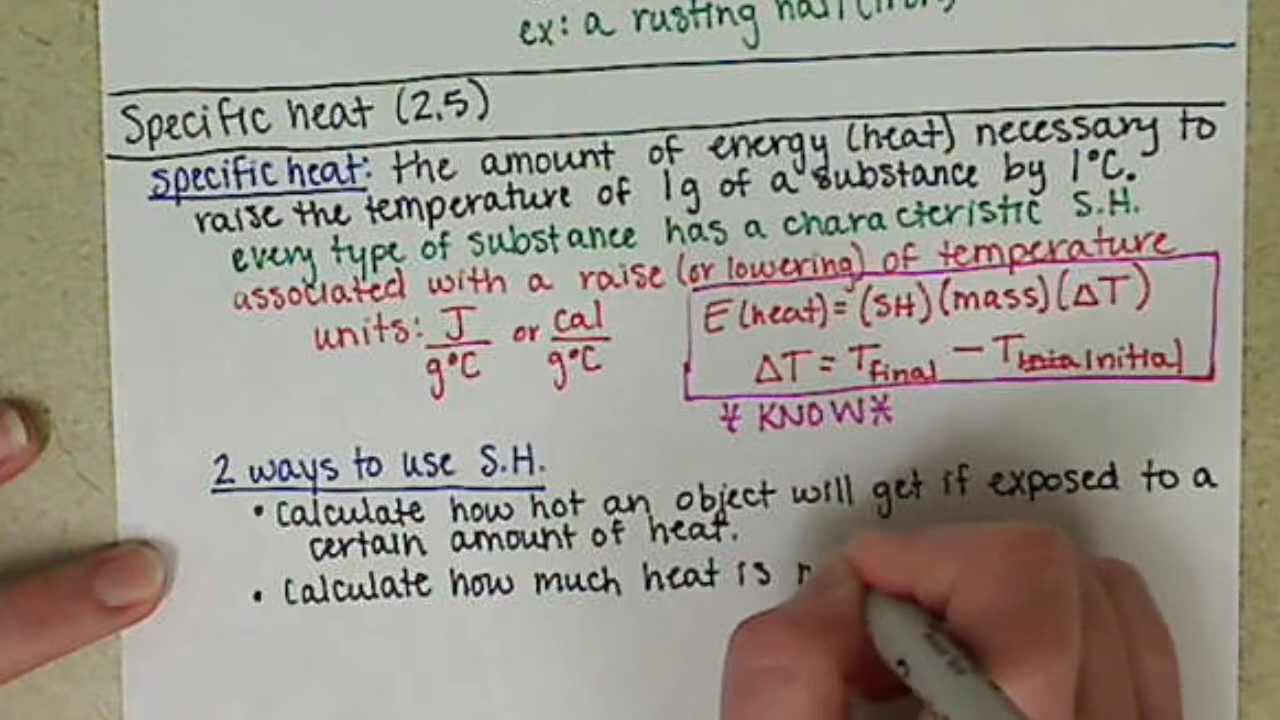 ex: a rusting nail (iron)
Specific heat (2.5)
specific heat: the amount of energy (heat) necessary to
raise the temperature of 1g of a substance by 1°C.
every type of substance has a characteristic S.H.
associated with a raise (or lowering) of temperature
units: J/g°C or cal/g°C
E(heat)=(SH)(mass)(ΔT)
ΔT = Tfinal - Tinitial
* KNOW *
2 ways to use S.H.
• Calculate how hot an object will get if exposed to a
certain amount of heat.
• Calculate how much heat is